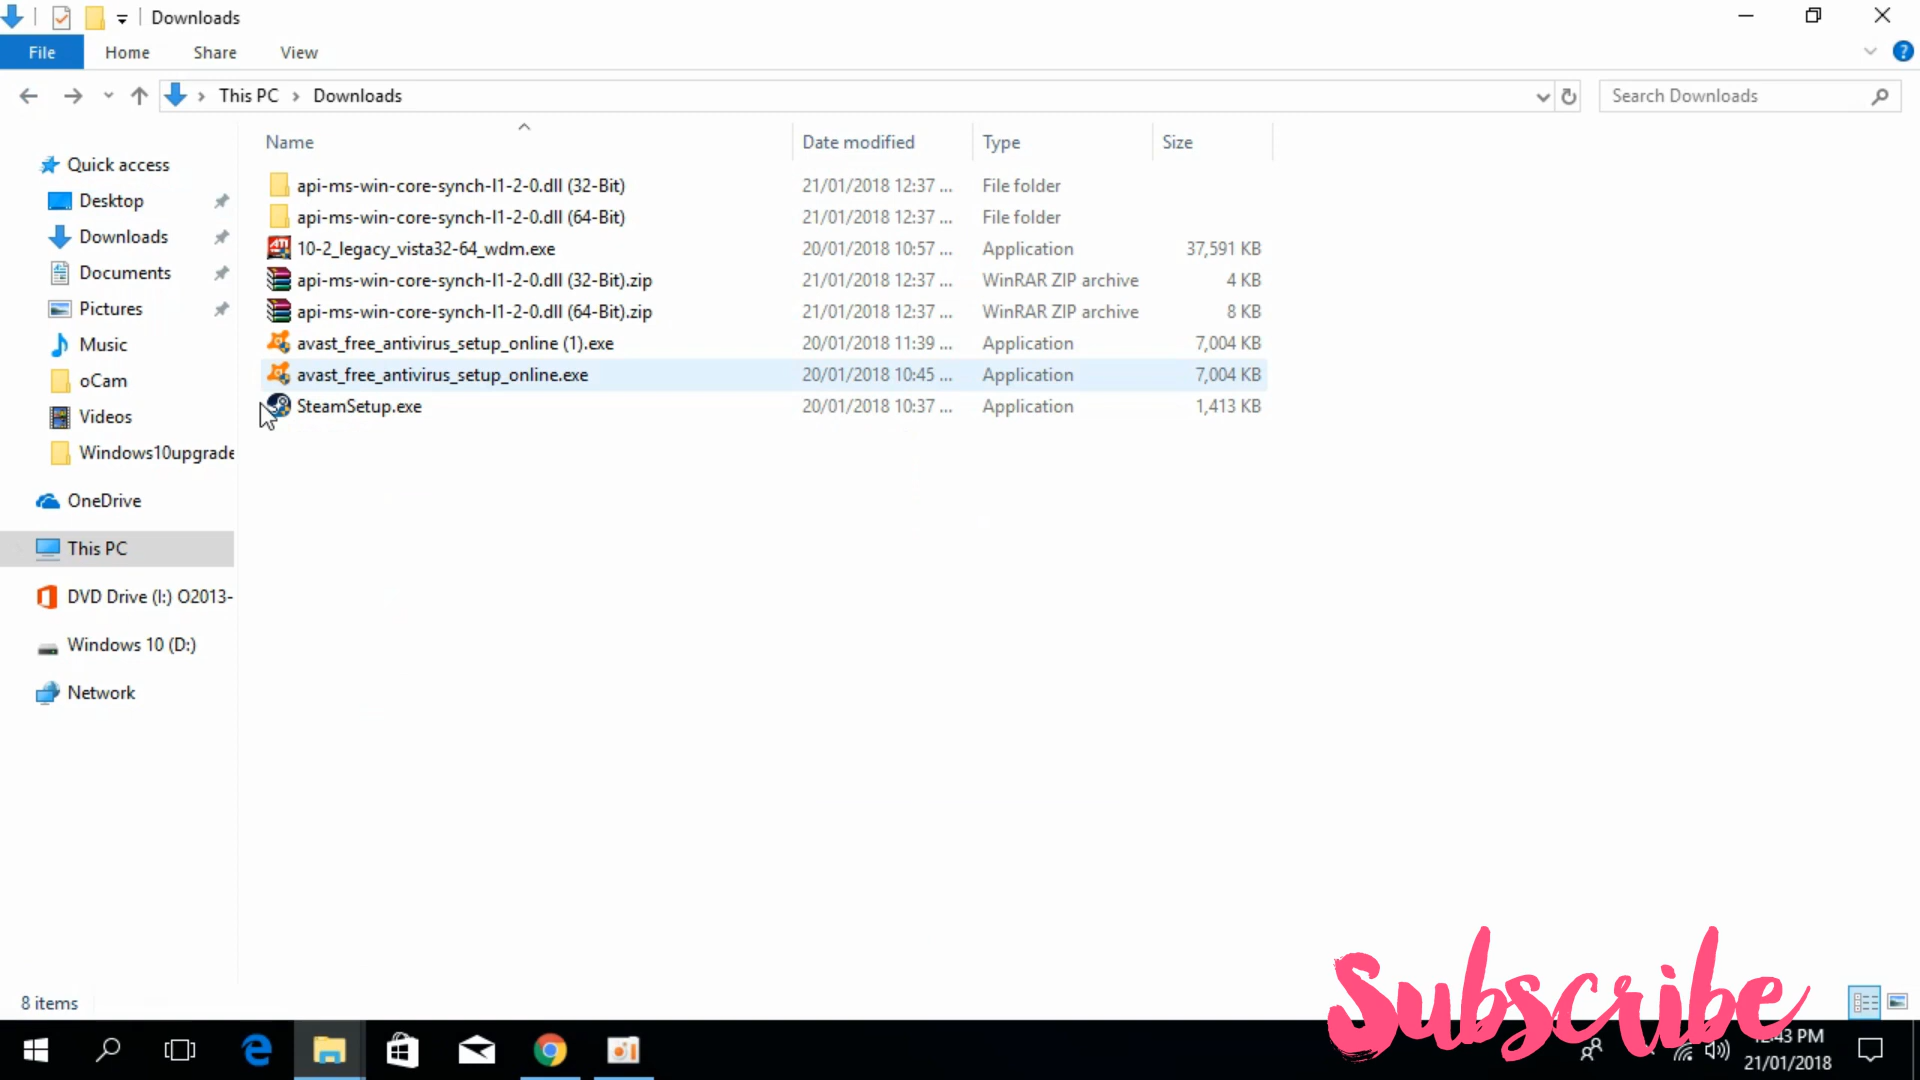 Downloads
File Home Share View
This PC Downloads Search Downloads
Name Date modified Type Size
Quick access
Desktop
Downloads
Documents
Pictures
Music
oCam
Videos
Windows10upgrade
OneDrive
This PC
DVD Drive (I:) O2013-
Windows 10 (D:)
Network
api-ms-win-core-synch-l1-2-0.dll (32-Bit) 21/01/2018 12:37 ... File folder
api-ms-win-core-synch-l1-2-0.dll (64-Bit) 21/01/2018 12:37 ... File folder
10-2_legacy_vista32-64_wdm.exe 20/01/2018 10:57 ... Application 37,591 KB
api-ms-win-core-synch-l1-2-0.dll (32-Bit).zip 21/01/2018 12:37 ... WinRAR ZIP archive 4 KB
api-ms-win-core-synch-l1-2-0.dll (64-Bit).zip 21/01/2018 12:37 ... WinRAR ZIP archive 8 KB
avast_free_antivirus_setup_online (1).exe 20/01/2018 11:39 ... Application 7,004 KB
avast_free_antivirus_setup_online.exe 20/01/2018 10:45 ... Application 7,004 KB
SteamSetup.exe 20/01/2018 10:37 ... Application 1,413 KB
8 items
Subscribe
21/01/2018